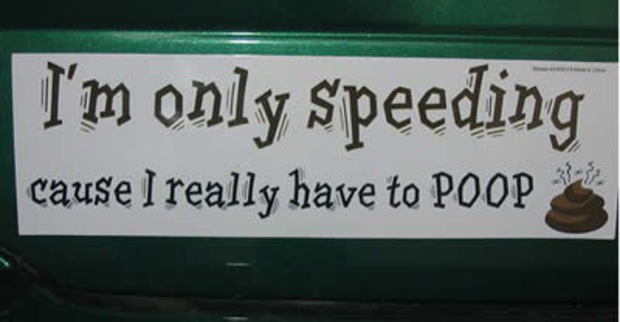 I'm only speeding
cause I really have to POOP